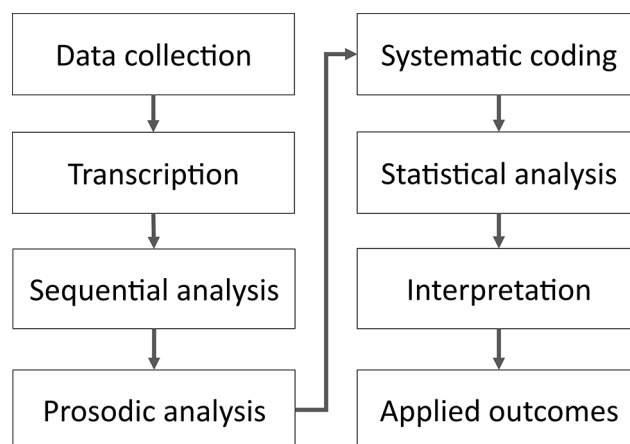 Data collection
Transcription
Sequential analysis
Prosodic analysis
Systematic coding
Statistical analysis
Interpretation
Applied outcomes